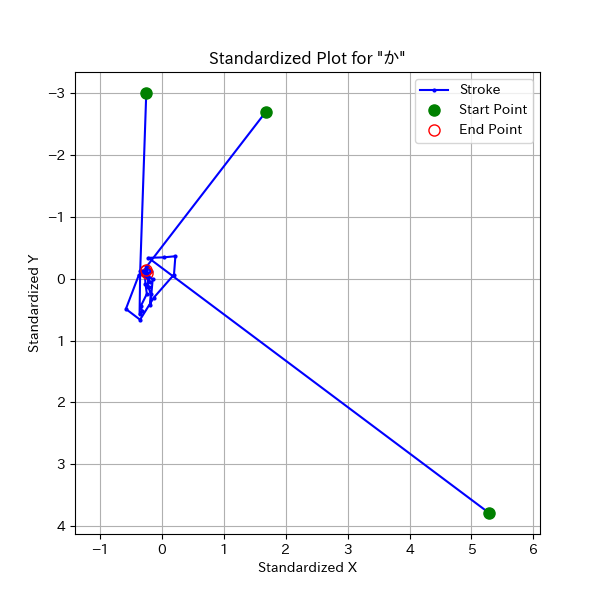 Standardized Plot for "か"
Stroke
Start Point
End Point
−3
−2
−1
0
1
2
3
4
Standardized Y
−1 0 1 2 3 4 5 6
Standardized X